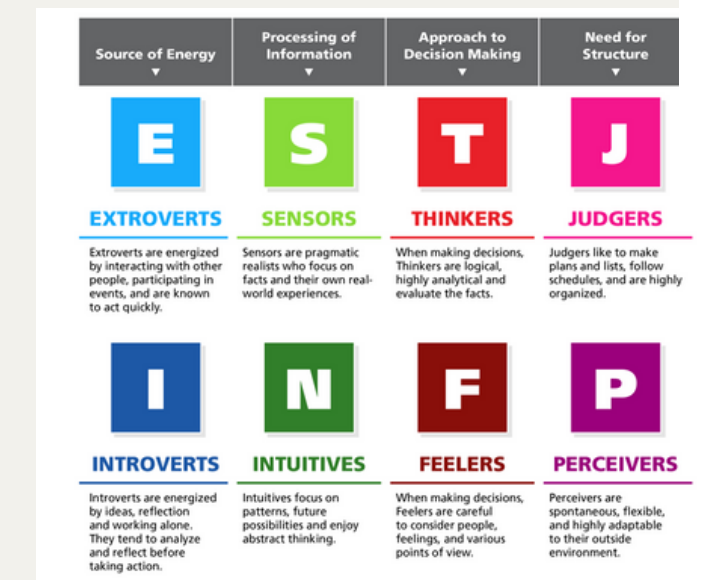 Source of Energy
▼
Processing of
Information
▼
Approach to
Decision Making
▼
Need for
Structure
▼
E
EXTROVERTS
Extroverts are energized
by interacting with other
people, participating in
events, and are known
to act quickly.
S
SENSORS
Sensors are pragmatic
realists who focus on
facts and their own real-
world experiences.
T
THINKERS
When making decisions,
Thinkers are logical,
highly analytical and
evaluate the facts.
J
JUDGERS
Judgers like to make
plans and lists, follow
schedules, and are highly
organized.
I
INTROVERTS
Introverts are energized
by ideas, reflection
and working alone.
They tend to analyze
and reflect before
taking action.
N
INTUITIVES
Intuitives focus on
patterns, future
possibilities and enjoy
abstract thinking.
F
FEELERS
When making decisions,
Feelers are careful
to consider people,
feelings, and various
points of view.
P
PERCEIVERS
Perceivers are
spontaneous, flexible,
and highly adaptable
to their outside
environment.